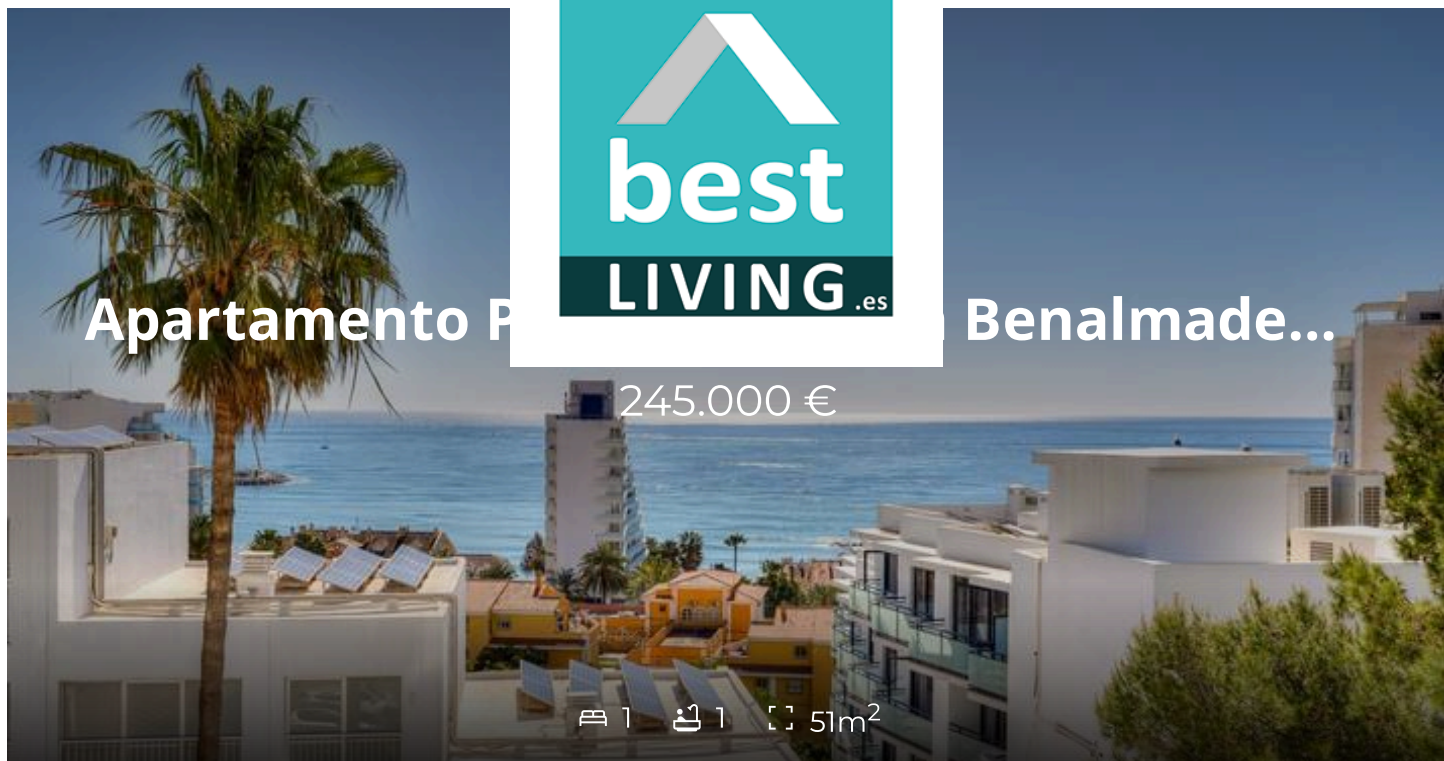 best
LIVING.es
Apartamento Benalmade...
245.000 €
1 1 51m²